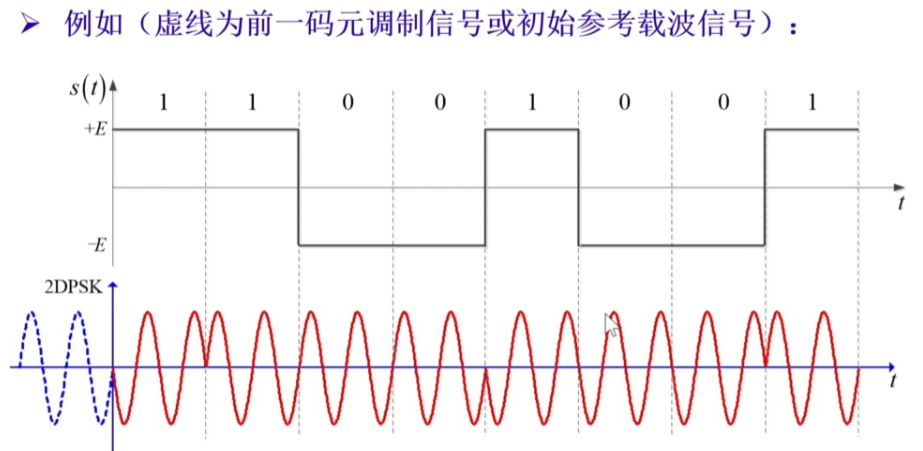 ➤ 例如（虚线为前一码元调制信号或初始参考载波信号）：
s(t)
1 1 0 0 1 0 0 1
+E
t
−E
2DPSK
t